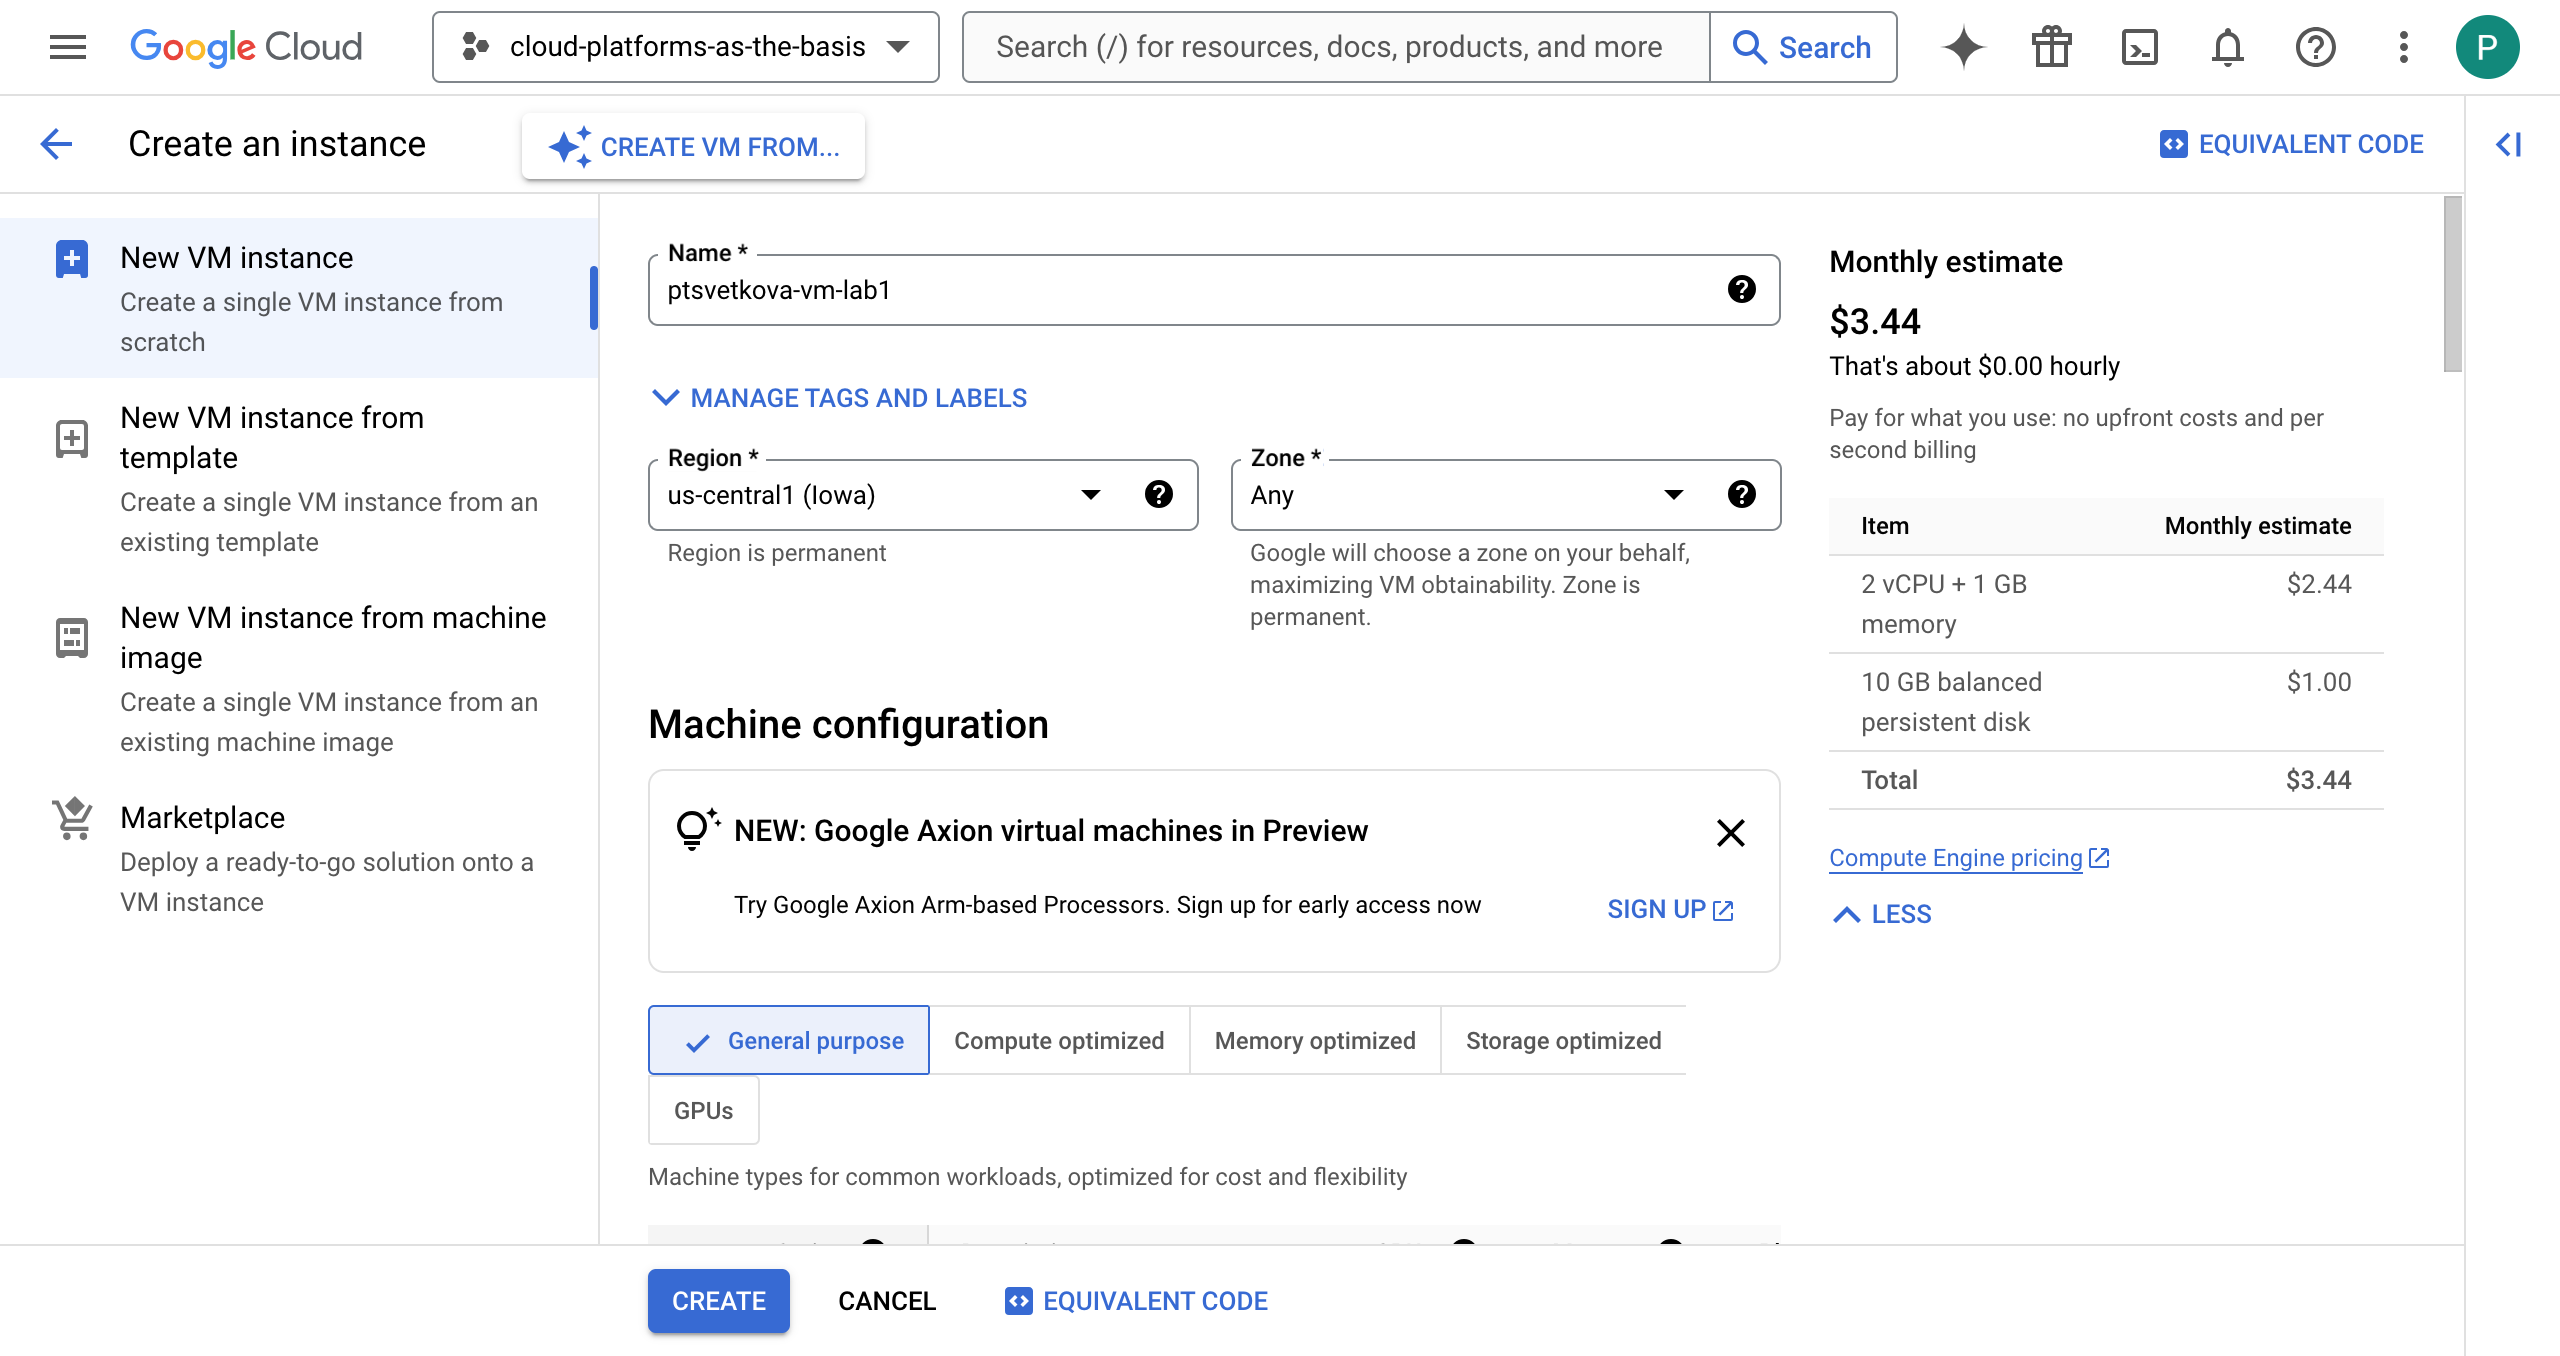 Google Cloud
cloud-platforms-as-the-basis
Search (/) for resources, docs, products, and more
Search
P
Create an instance
CREATE VM FROM...
EQUIVALENT CODE
New VM instance
Create a single VM instance from
scratch
New VM instance from
template
Create a single VM instance from an
existing template
New VM instance from machine
image
Create a single VM instance from an
existing machine image
Marketplace
Deploy a ready-to-go solution onto a
VM instance
Name *
ptsvetkova-vm-lab1
MANAGE TAGS AND LABELS
Region *
us-central1 (Iowa)
Region is permanent
Zone *
Any
Google will choose a zone on your behalf,
maximizing VM obtainability. Zone is
permanent.
Machine configuration
NEW: Google Axion virtual machines in Preview
Try Google Axion Arm-based Processors. Sign up for early access now
SIGN UP
General purpose
Compute optimized
Memory optimized
Storage optimized
GPUs
Machine types for common workloads, optimized for cost and flexibility
CREATE
CANCEL
EQUIVALENT CODE
Monthly estimate
$3.44
That's about $0.00 hourly
Pay for what you use: no upfront costs and per
second billing
Item Monthly estimate
2 vCPU + 1 GB $2.44
memory
10 GB balanced $1.00
persistent disk
Total $3.44
Compute Engine pricing
LESS